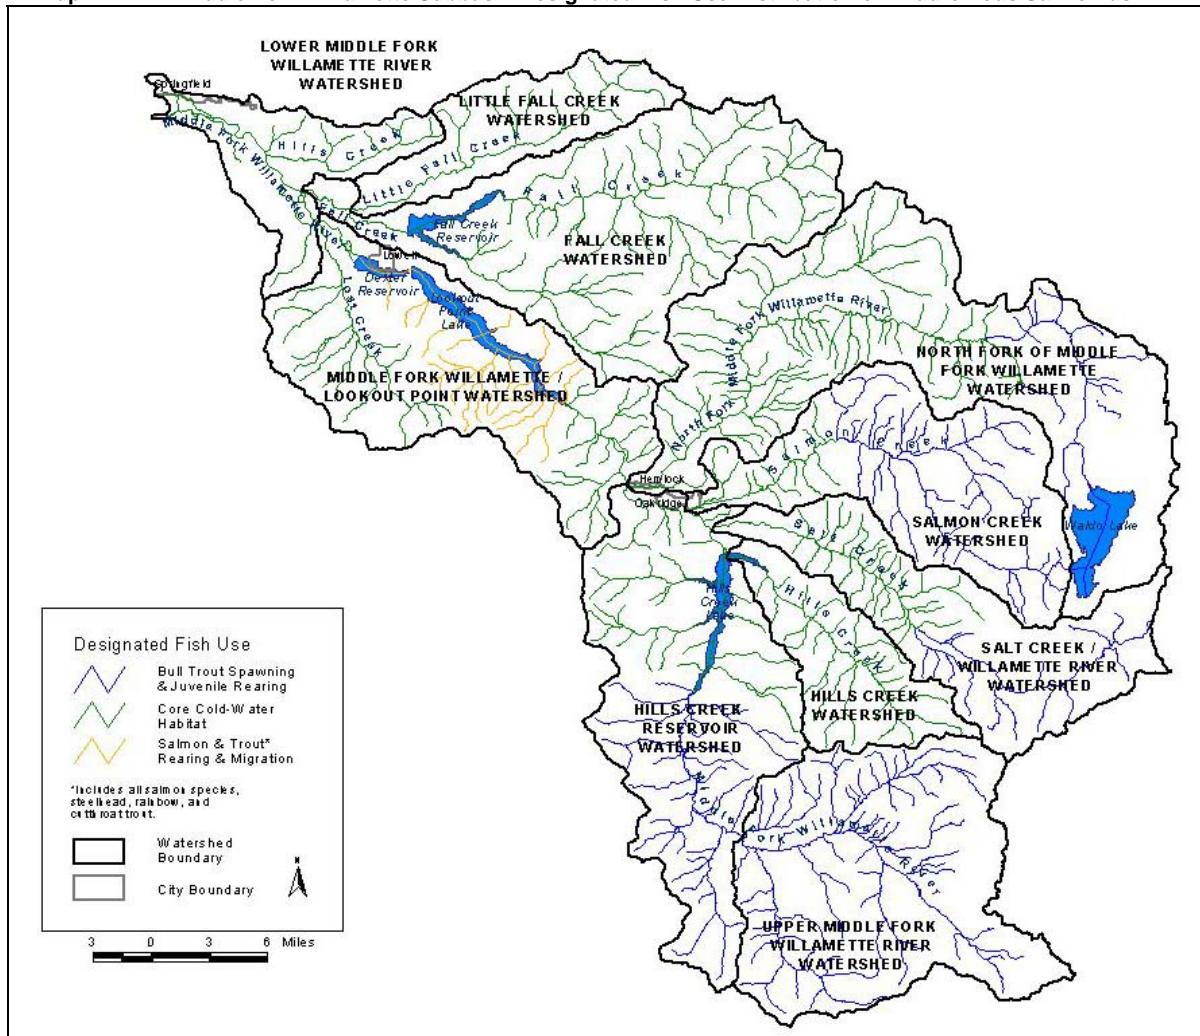 LOWER MIDDLE FORK
WILLAMETTE RIVER
WATERSHED
Springfield
LITTLE FALL CREEK
WATERSHED
Middle Fork Willamette River
Hills Creek
Little Fall Creek
Fall Creek
Fall Creek
Fall Creek
Reservoir
FALL CREEK
WATERSHED
Lowell
Dexter
Reservoir
Lookout
Point
Lake
Lost Creek
MIDDLE FORK WILLAMETTE /
LOOKOUT POINT WATERSHED
North Fork Middle Fork Willamette River
NORTH FORK OF MIDDLE
FORK WILLAMETTE
WATERSHED
Salmon Creek
Hemlock
Oakridge
SALMON CREEK
WATERSHED
Waldo Lake
Salt Creek
Hills
Creek
Lake
Hills Creek
SALT CREEK /
WILLAMETTE RIVER
WATERSHED
HILLS CREEK
WATERSHED
HILLS CREEK
RESERVOIR
WATERSHED
Middle Fork Willamette River
UPPER MIDDLE FORK
WILLAMETTE RIVER
WATERSHED
Designated Fish Use
Bull Trout Spawning
&Juvenile Rearing
Core Cold-Water
Habitat
Salmon & Trout*
Rearing & Migration
*Includes all salmon species,
steelhead, rainbow, and
cutthroat trout.
Watershed
Boundary
City Boundary
N
3 0 3 6 Miles